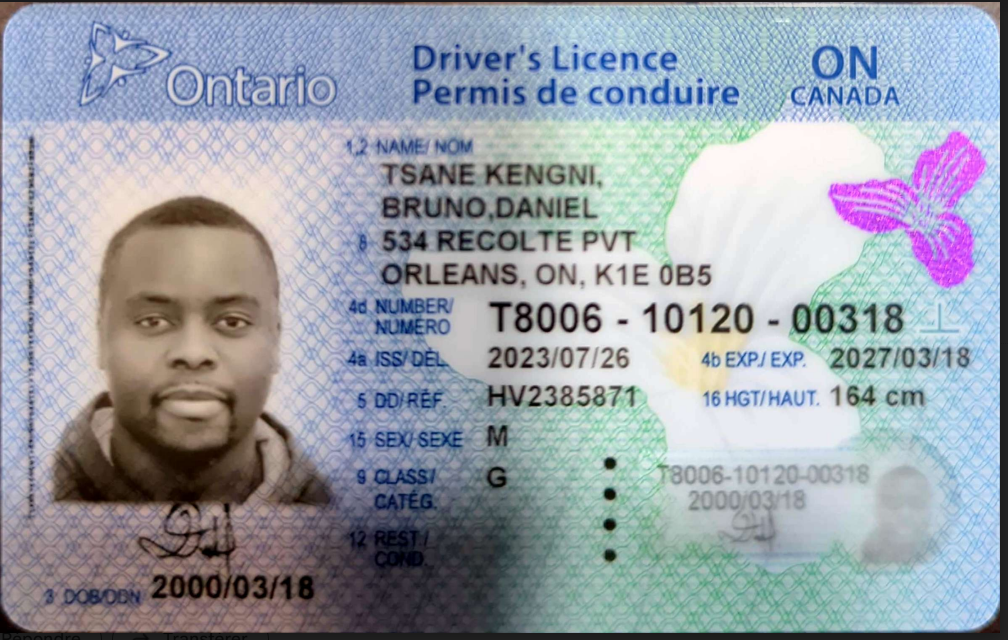 Ontario
Driver's Licence
Permis de conduire
ON
CANADA
1,2 NAME/ NOM
TSANE KENGNI,
BRUNO,DANIEL
8 534 RECOLTE PVT
ORLEANS, ON, K1E 0B5
4d NUMBER/ NUMÉRO T8006 - 10120 - 00318
4a ISS/ DÉL. 2023/07/26 4b EXP./ EXP. 2027/03/18
5 DD/ RÉF. HV2385871 16 HGT/ HAUT. 164 cm
15 SEX/ SEXE M
9 CLASS/ CATÉG. G
12 REST / COND.
T8006-10120-00318
2000/03/18
3 DOB/DDN 2000/03/18
Répondre Transférer